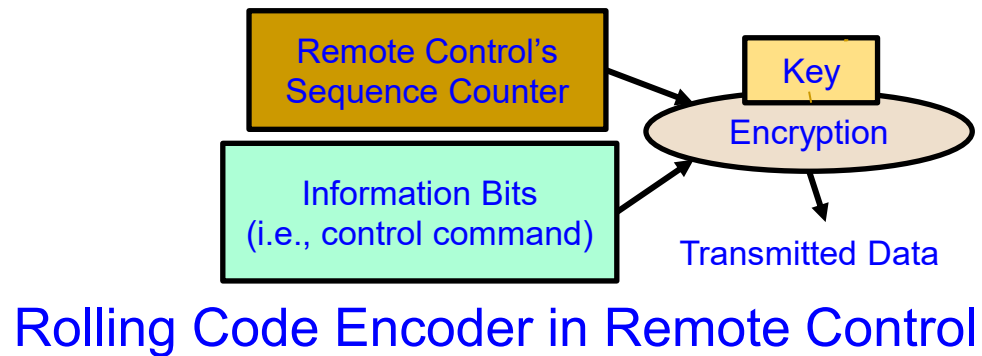 Remote Control's
Sequence Counter
Key
Encryption
Information Bits
(i.e., control command)
Transmitted Data
Rolling Code Encoder in Remote Control